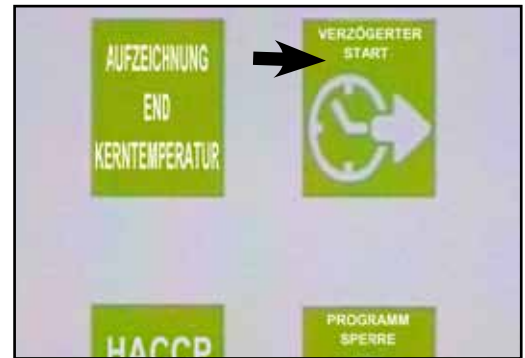 AUFZEICHNUNG
END
KERNTEMPERATUR
VERZÖGERTER
START
HACCP
PROGRAMM
SPERRE